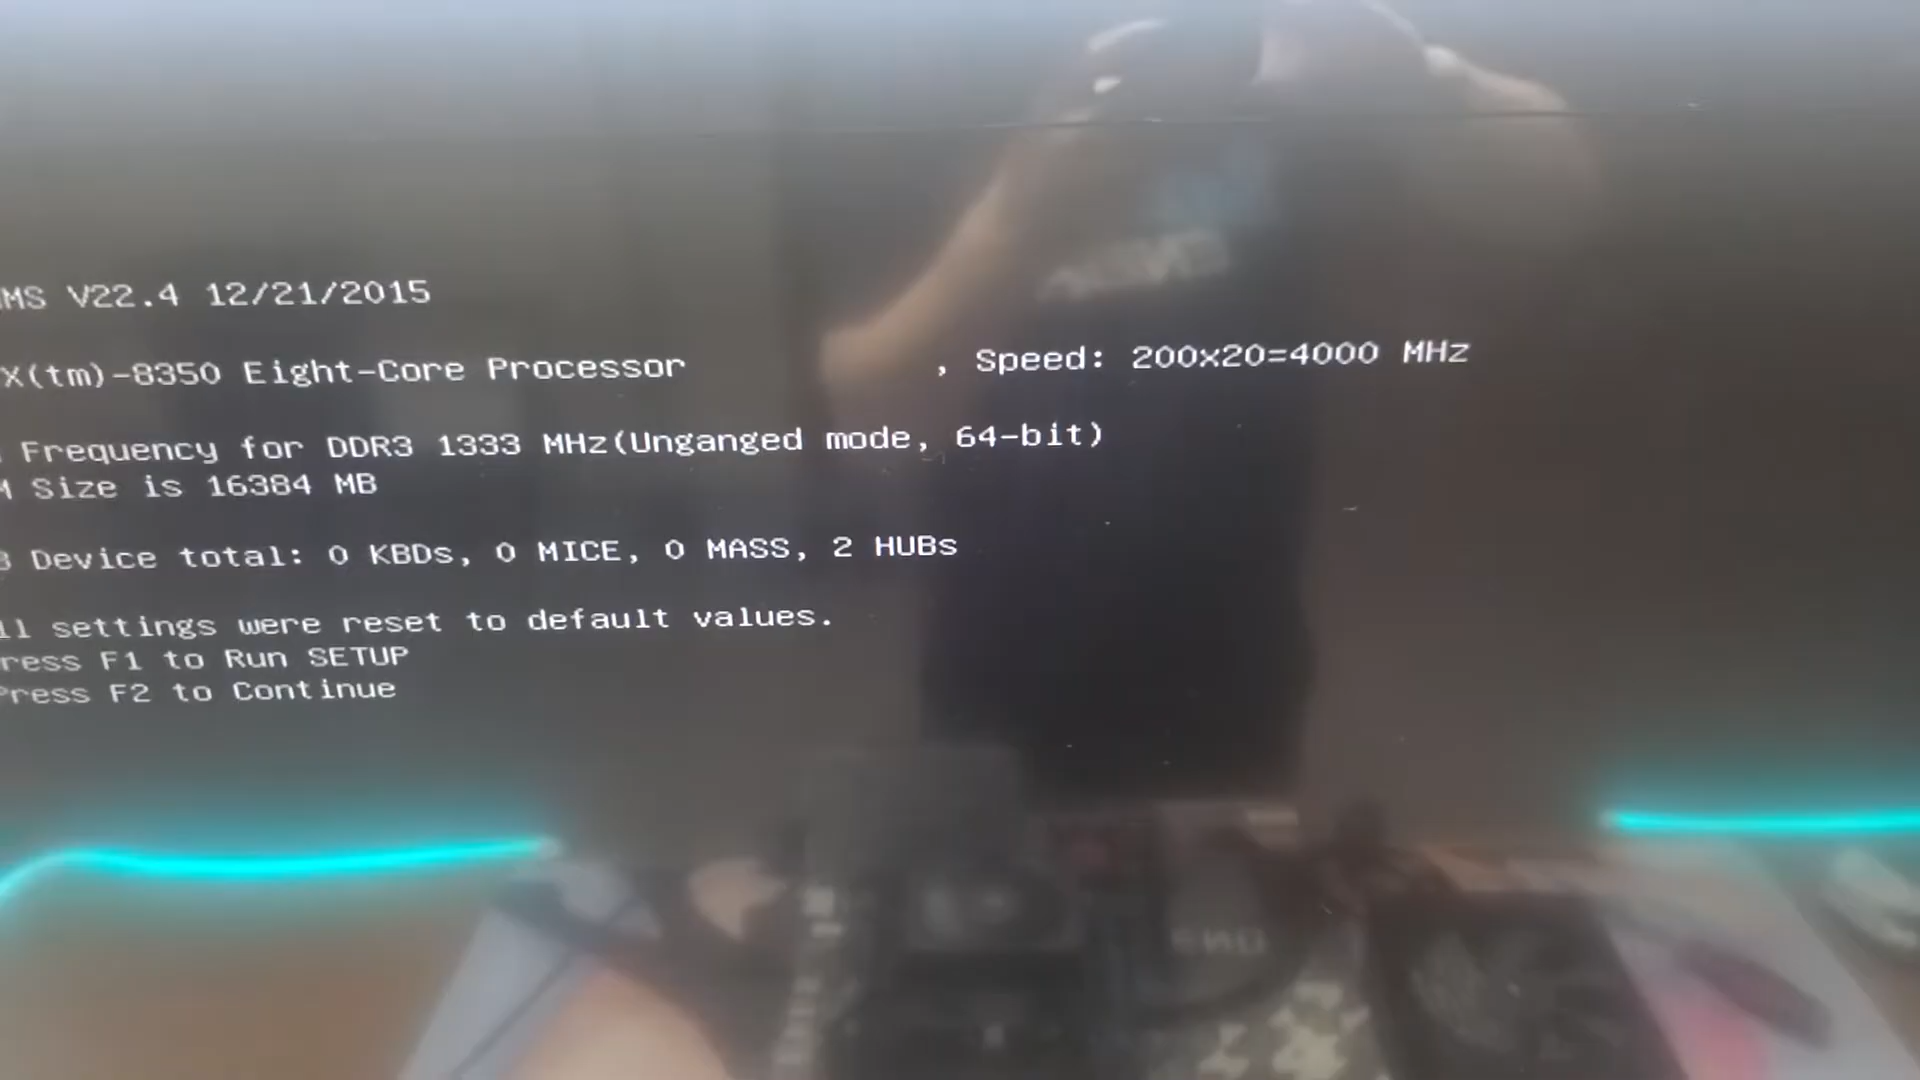 MS V22.4 12/21/2015
X(tm)-8350 Eight-Core Processor , Speed: 200x20=4000 MHz
Frequency for DDR3 1333 MHz(Unganged mode, 64-bit)
M Size is 16384 MB
Device total: 0 KBDs, 0 MICE, 0 MASS, 2 HUBs
ll settings were reset to default values.
ress F1 to Run SETUP
Press F2 to Continue